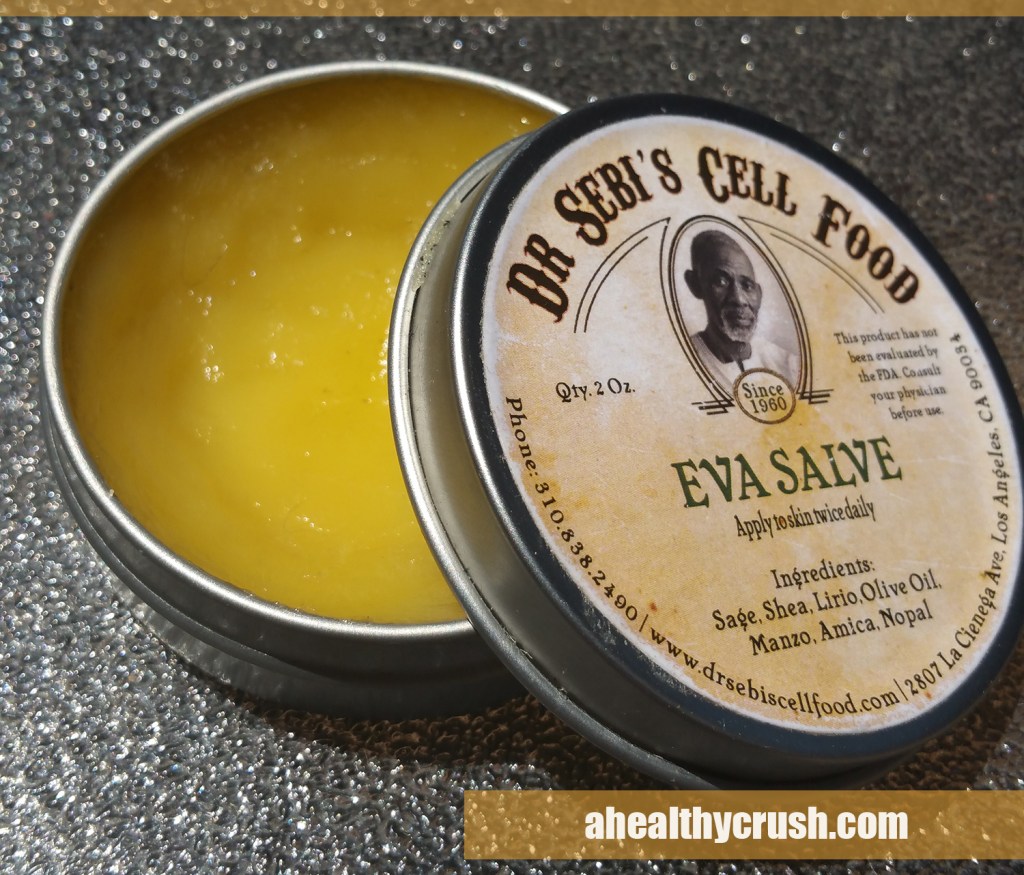 DR SEBI'S CELL FOOD
Since
1960
Qty. 2 Oz.
This product has not
been evaluated by
the FDA. Consult
your physician
before use.
EVA SALVE
Apply to skin twice daily
Ingredients:
Sage, Shea, Lirio, Olive Oil,
Manzo, Arnica, Nopal
Phone: 310.838.2490 | www.drsebiscellfood.com | 2807 La Cienega Ave, Los Angeles, CA 90034
ahealthycrush.com